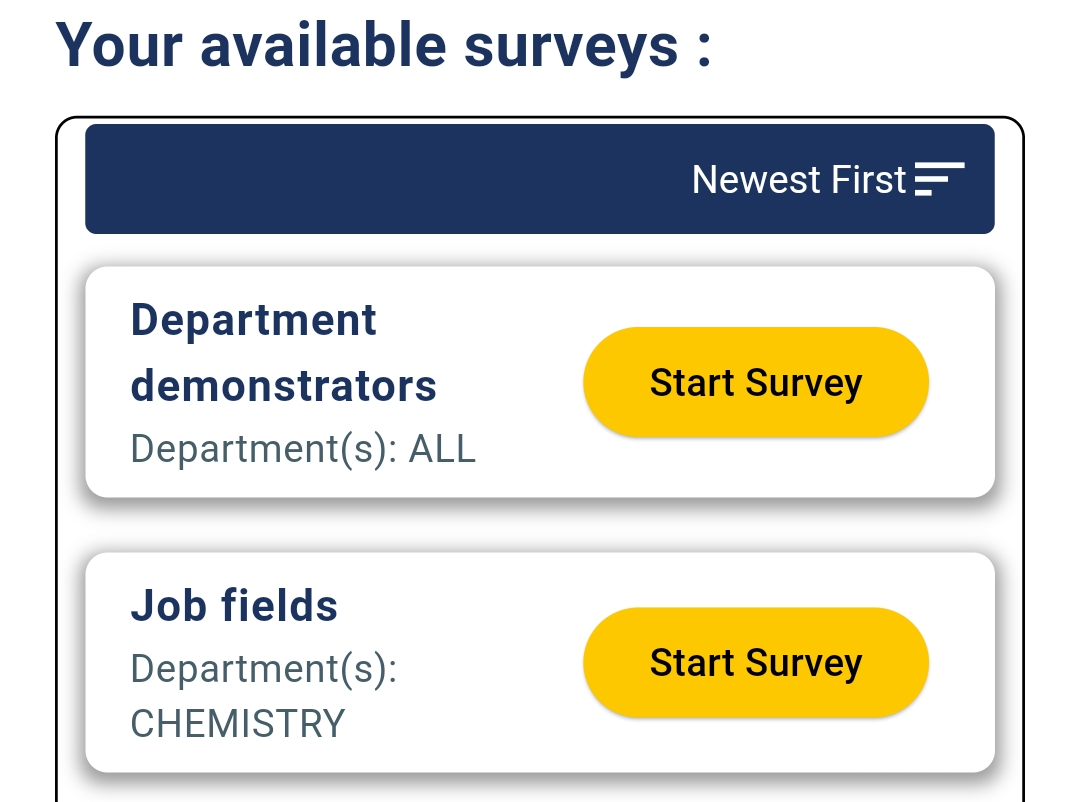 Your available surveys :
Newest First
Department
demonstrators
Department(s): ALL
Start Survey
Job fields
Department(s):
CHEMISTRY
Start Survey